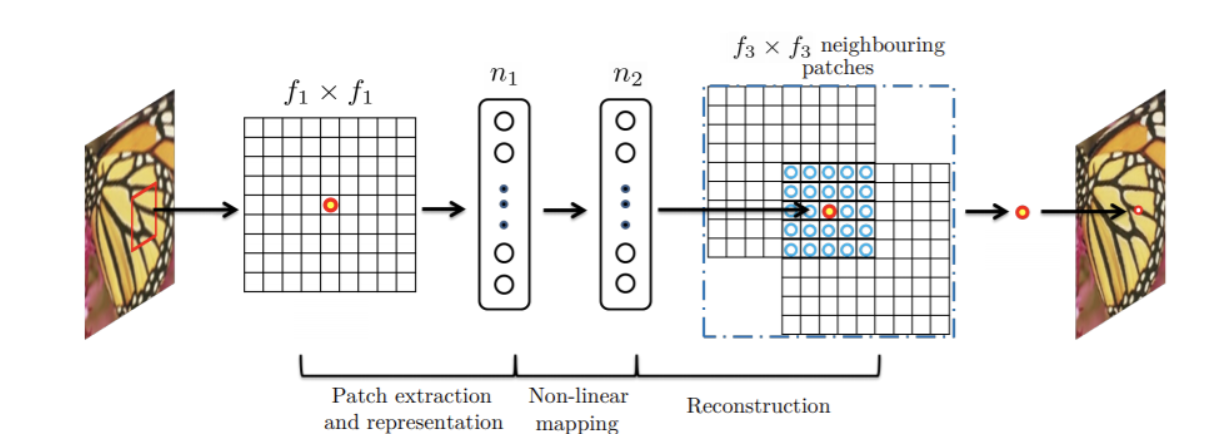 f₃ × f₃ neighbouring
patches
f₁ × f₁
n₁
n₂
Patch extraction
and representation
Non-linear
mapping
Reconstruction